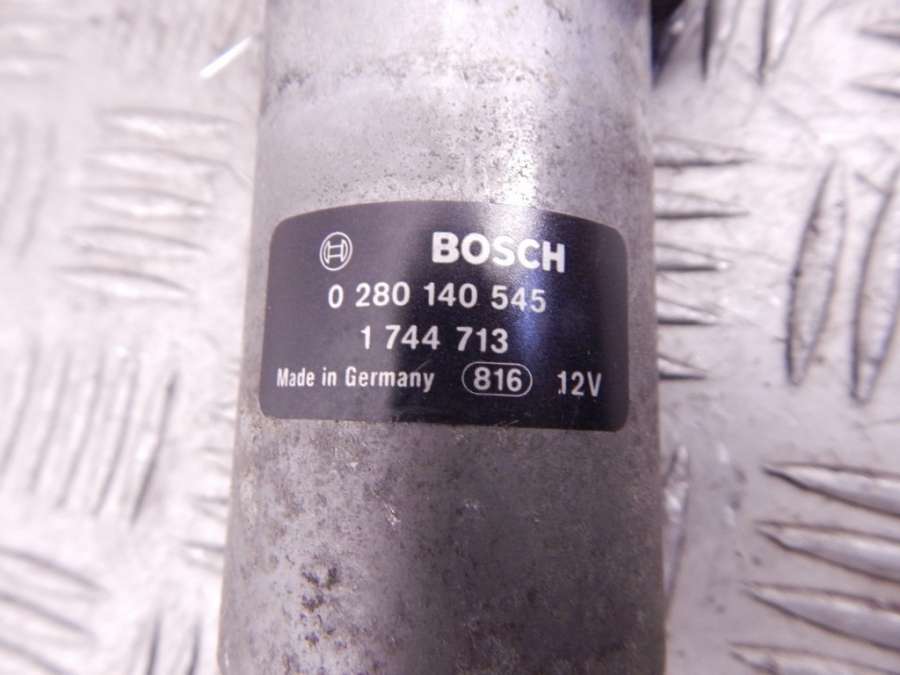 BOSCH
0 280 140 545
1 744 713
Made in Germany 816 12V